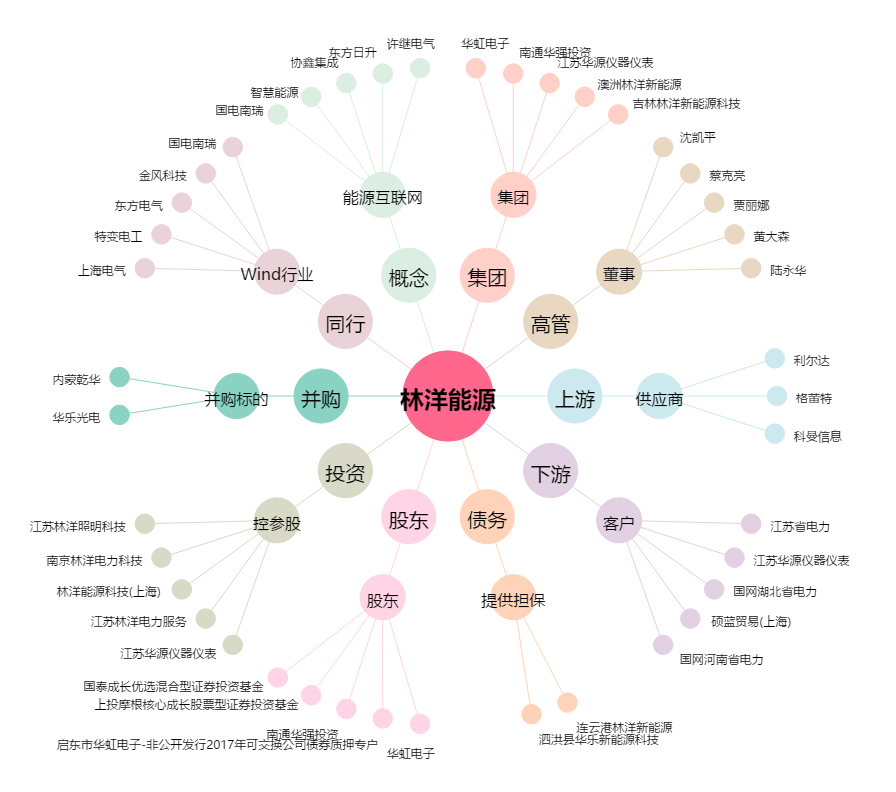 许继电气
东方日升
协鑫集成
智慧能源
国电南瑞
能源互联网
概念
华虹电子
南通华强投资
江苏华源仪器仪表
澳洲林洋新能源
吉林林洋新能源科技
集团
集团
沈凯平
蔡克亮
贾丽娜
黄大森
陆永华
董事
高管
国电南瑞
金风科技
东方电气
特变电工
上海电气
Wind行业
同行
内蒙乾华
华乐光电
并购标的
并购
林洋能源
上游
供应商
利尔达
格苗特
科曼信息
投资
控参股
江苏林洋照明科技
南京林洋电力科技
林洋能源科技(上海)
江苏林洋电力服务
江苏华源仪器仪表
股东
股东
国泰成长优选混合型证券投资基金
上投摩根核心成长股票型证券投资基金
南通华强投资
启东市华虹电子-非公开发行2017年可交换公司债券质押专户
华虹电子
债务
提供担保
连云港林洋新能源
泗洪县华乐新能源科技
下游
客户
江苏省电力
江苏华源仪器仪表
国网湖北省电力
硕蓝贸易(上海)
国网河南省电力